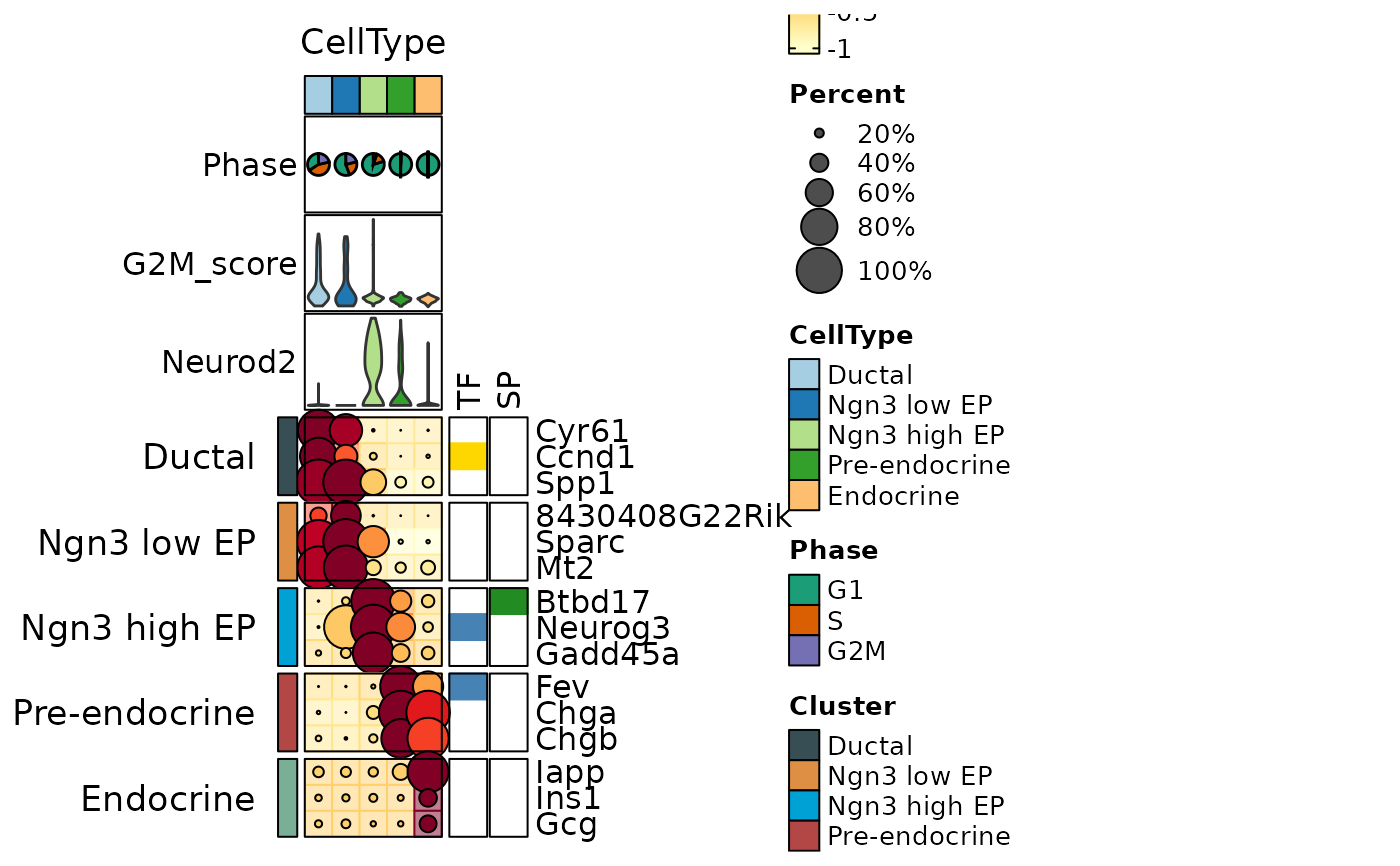 CellType
Phase
G2M_score
Neurod2
TF
SP
Ductal
Cyr61
Ccnd1
Spp1
Ngn3 low EP
8430408G22Rik
Sparc
Mt2
Ngn3 high EP
Btbd17
Neurog3
Gadd45a
Pre-endocrine
Fev
Chga
Chgb
Endocrine
Iapp
Ins1
Gcg
-0.5
-1
Percent
20%
40%
60%
80%
100%
CellType
Ductal
Ngn3 low EP
Ngn3 high EP
Pre-endocrine
Endocrine
Phase
G1
S
G2M
Cluster
Ductal
Ngn3 low EP
Ngn3 high EP
Pre-endocrine